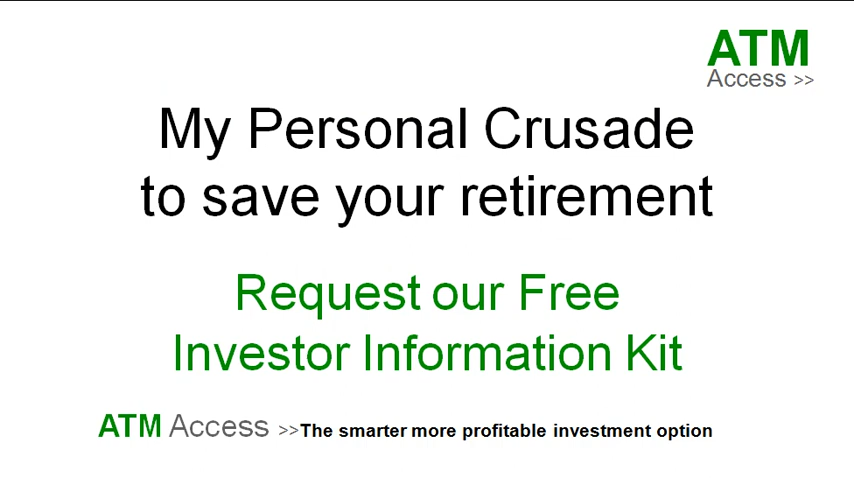 ATM
Access >>
My Personal Crusade
to save your retirement
Request our Free
Investor Information Kit
ATM Access >>The smarter more profitable investment option